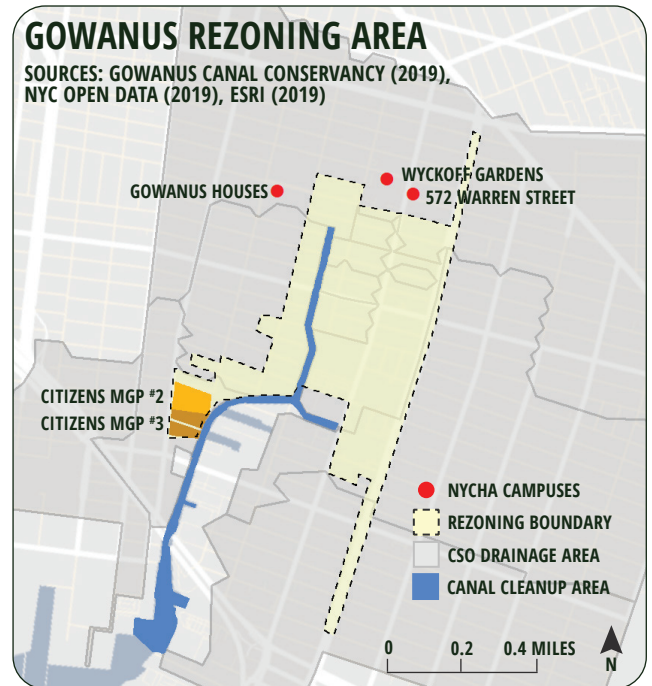 GOWANUS REZONING AREA
SOURCES: GOWANUS CANAL CONSERVANCY (2019),
NYC OPEN DATA (2019), ESRI (2019)
WYCKOFF GARDENS
GOWANUS HOUSES
572 WARREN STREET
CITIZENS MGP #2
CITIZENS MGP #3
NYCHA CAMPUSES
REZONING BOUNDARY
CSO DRAINAGE AREA
CANAL CLEANUP AREA
0 0.2 0.4 MILES
N